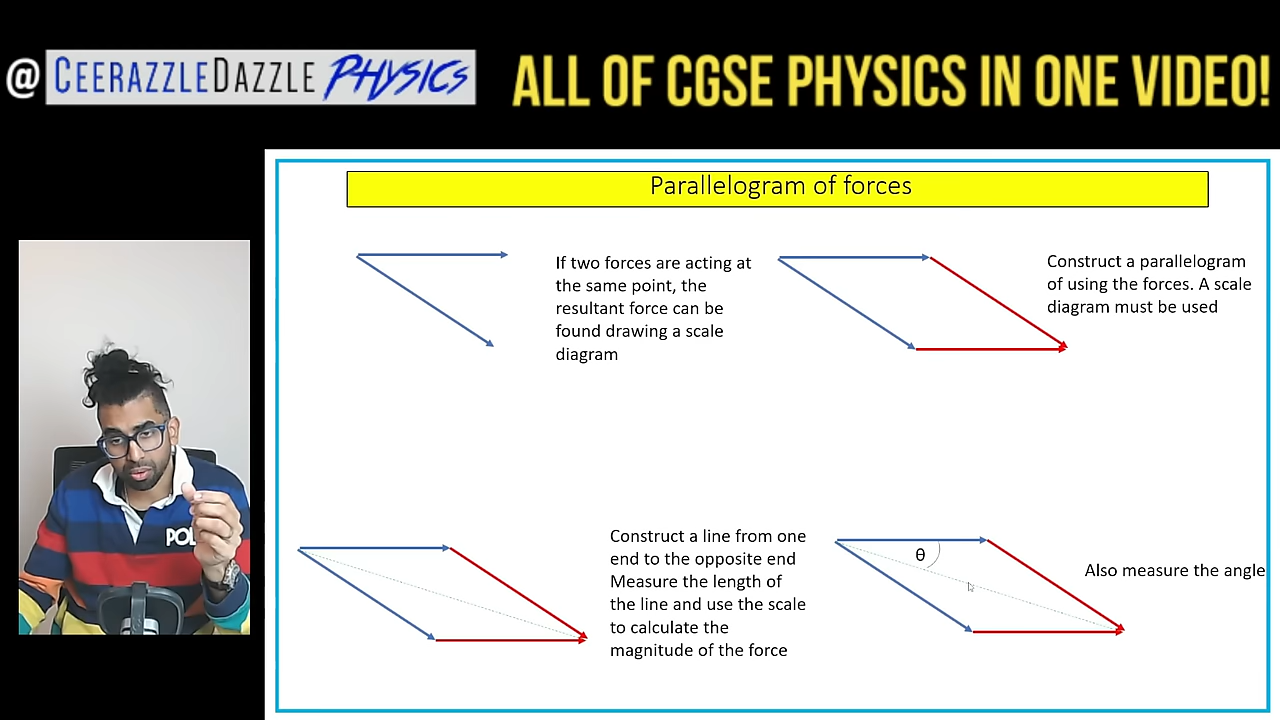 @ CEERAZZLEDAZZLE PHYSICS
ALL OF CGSE PHYSICS IN ONE VIDEO!
Parallelogram of forces
If two forces are acting at
the same point, the
resultant force can be
found drawing a scale
diagram
Construct a parallelogram
of using the forces. A scale
diagram must be used
POL
Construct a line from one
end to the opposite end
Measure the length of
the line and use the scale
to calculate the
magnitude of the force
θ
Also measure the angle